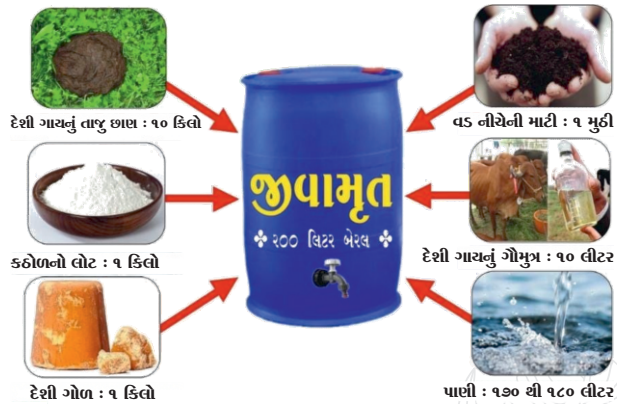 દેશી ગાયનું તાજુ છાણ : ૧૦ કિલો
વડ નીચેની માટી : ૧ મુઠી
જીવામૃત
૨૦૦ લિટર બેરલ
કઠોળનો લોટ : ૧ કિલો
દેશી ગાયનું ગૌમુત્ર : ૧૦ લીટર
દેશી ગોળ : ૧ કિલો
પાણી : ૧૭૦ થી ૧૮૦ લીટર